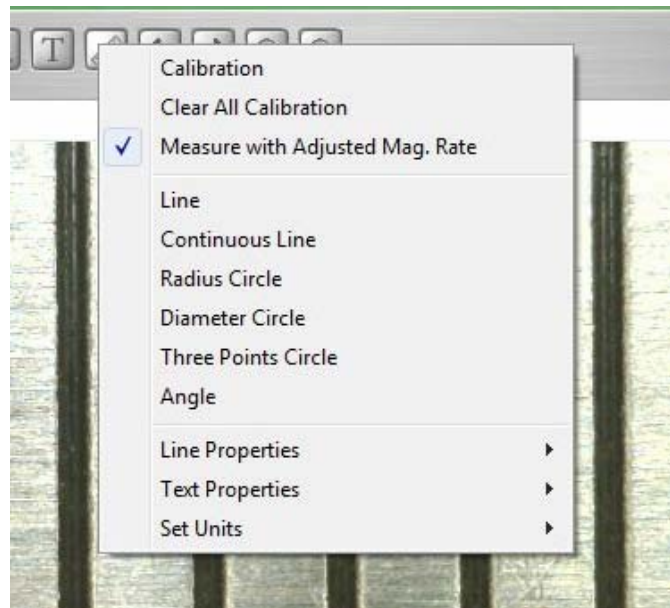 T
Calibration
Clear All Calibration
Measure with Adjusted Mag. Rate
Line
Continuous Line
Radius Circle
Diameter Circle
Three Points Circle
Angle
Line Properties
Text Properties
Set Units